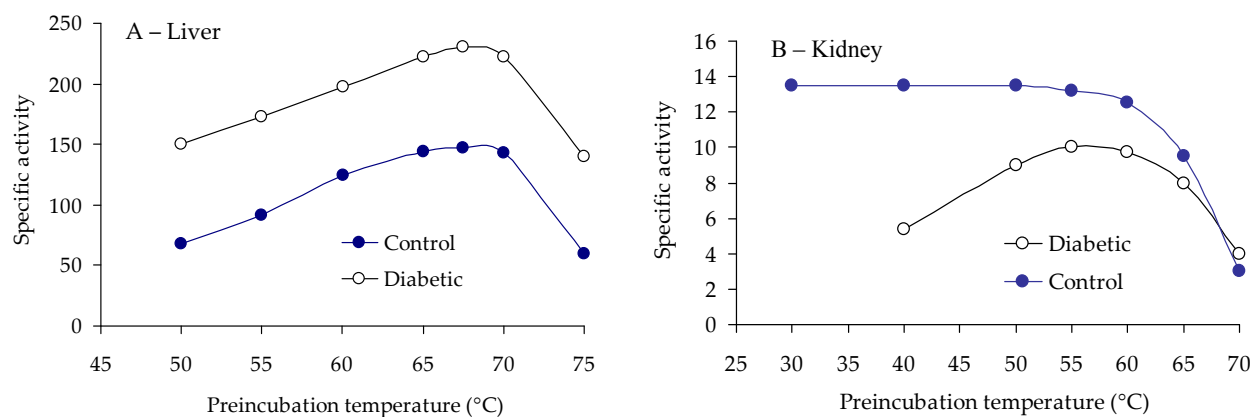 A – Liver
Specific activity
250
200
150
100
50
0
Control
Diabetic
45 50 55 60 65 70 75
Preincubation temperature (°C)
B – Kidney
Specific activity
16
14
12
10
8
6
4
2
0
Diabetic
Control
25 30 40 50 55 60 65 70
Preincubation temperature (°C)